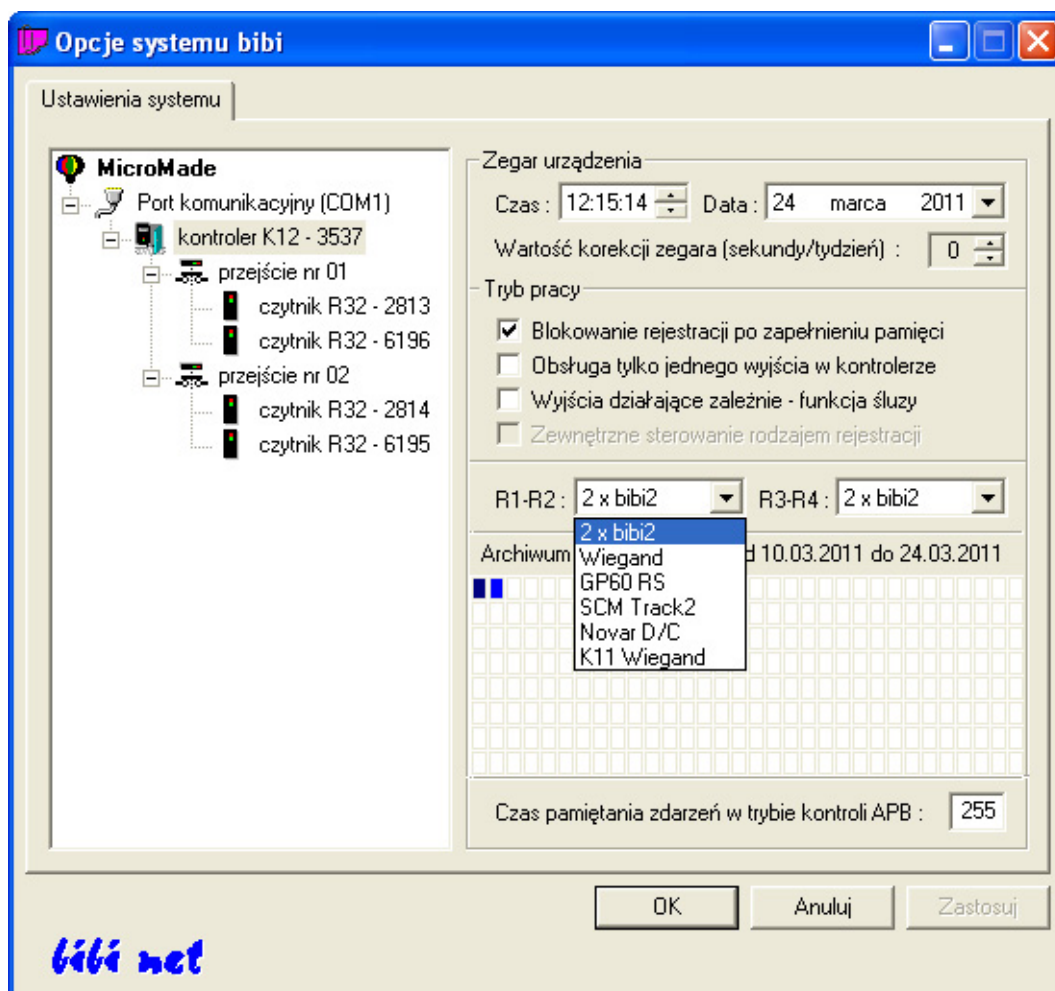 Opcje systemu bibi
Ustawienia systemu
MicroMade
Port komunikacyjny (COM1)
kontroler K12 - 3537
przejście nr 01
czytnik R32 - 2813
czytnik R32 - 6196
przejście nr 02
czytnik R32 - 2814
czytnik R32 - 6195
Zegar urządzenia
Czas : 12:15:14 Data : 24 marca 2011
Wartość korekcji zegara (sekundy/tydzień) : 0
Tryb pracy
Blokowanie rejestracji po zapełnieniu pamięci
Obsługa tylko jednego wyjścia w kontrolerze
Wyjścia działające zależnie - funkcja śluzy
Zewnętrzne sterowanie rodzajem rejestracji
R1-R2 : 2 x bibi2 R3-R4 : 2 x bibi2
2 x bibi2
Wiegand
GP60 RS
SCM Track2
Novar D/C
K11 Wiegand
Archiwum d 10.03.2011 do 24.03.2011
Czas pamiętania zdarzeń w trybie kontroli APB : 255
OK Anuluj Zastosuj
bibi net